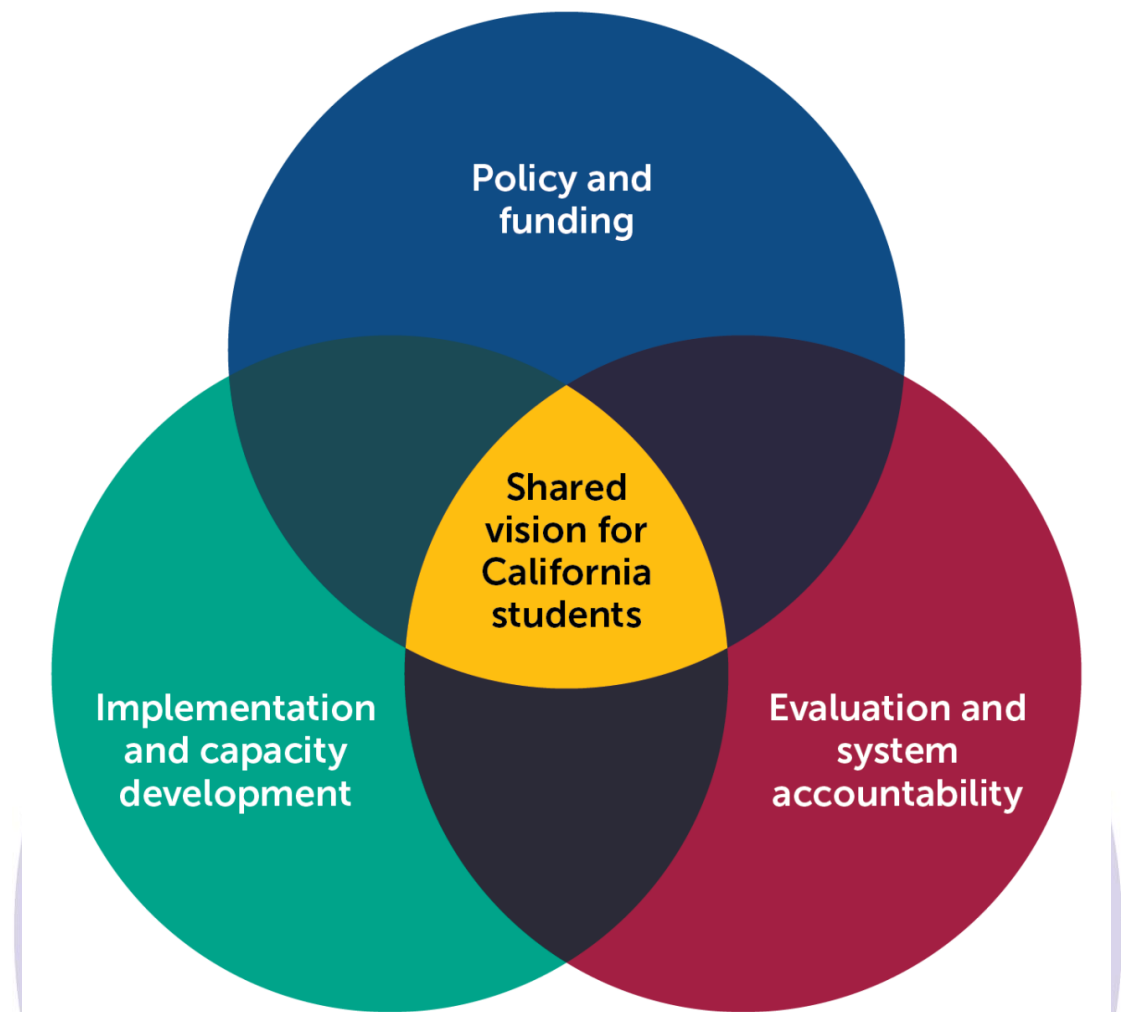 Policy and
funding
Shared
vision for
California
students
Implementation
and capacity
development
Evaluation and
system
accountability